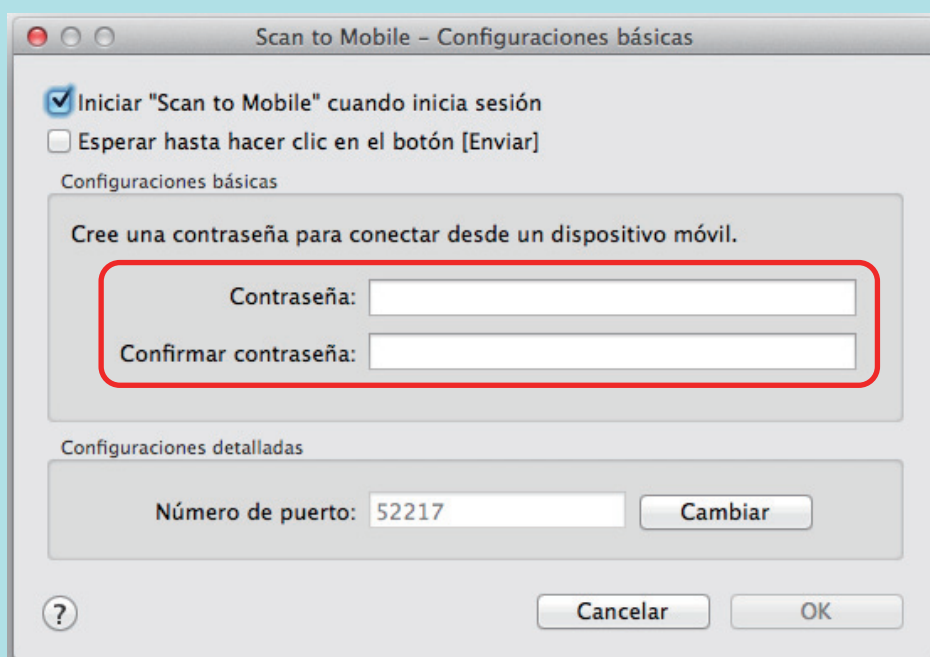 Scan to Mobile – Configuraciones básicas
Iniciar "Scan to Mobile" cuando inicia sesión
Esperar hasta hacer clic en el botón [Enviar]
Configuraciones básicas
Cree una contraseña para conectar desde un dispositivo móvil.
Contraseña:
Confirmar contraseña:
Configuraciones detalladas
Número de puerto: 52217 Cambiar
? Cancelar OK